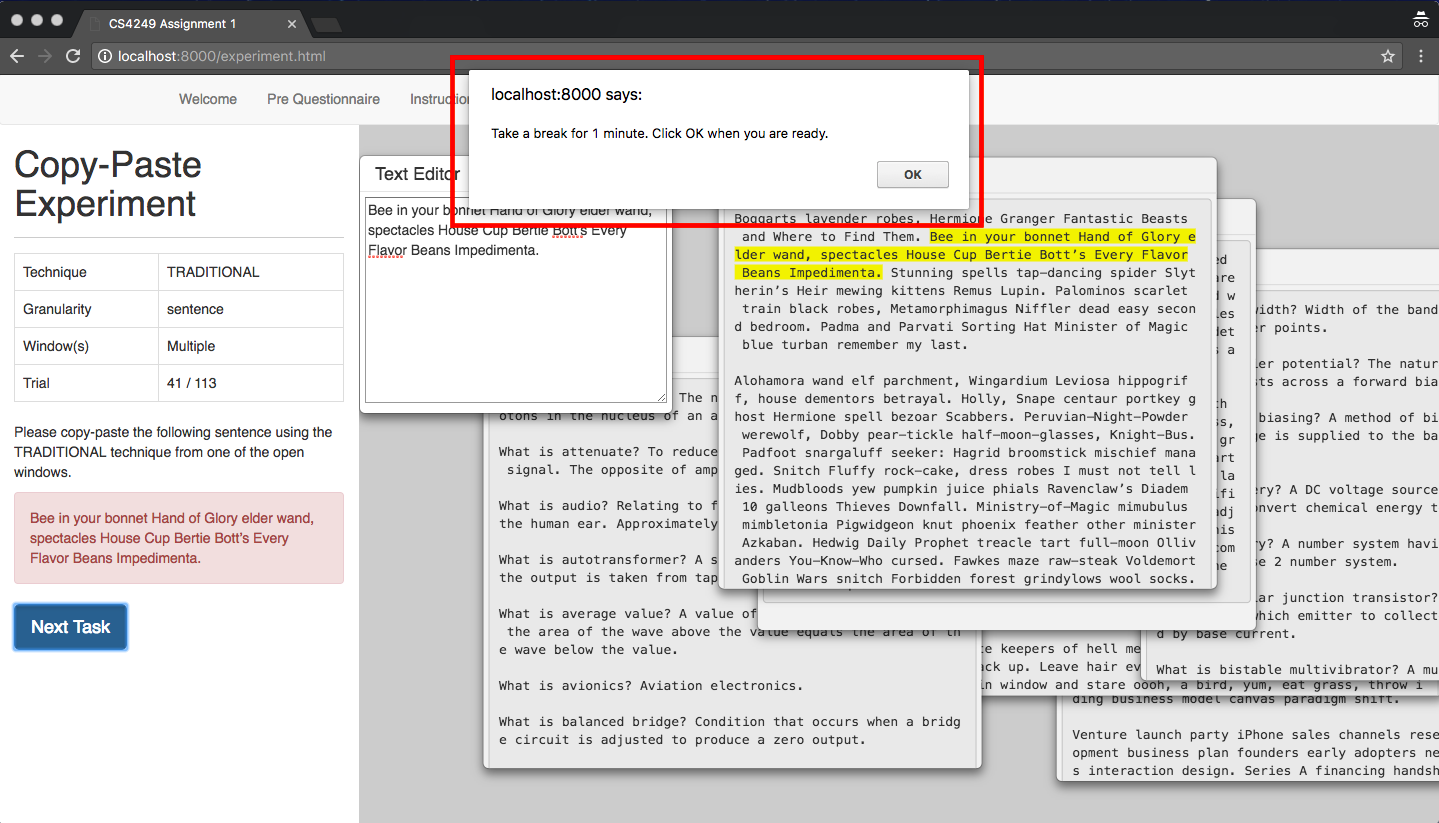 CS4249 Assignment 1
localhost:8000/experiment.html
Welcome
Pre Questionnaire
localhost:8000 says:
Take a break for 1 minute. Click OK when you are ready.
OK
Copy-Paste
Experiment
Technique TRADITIONAL
Granularity sentence
Window(s) Multiple
Trial 41 / 113
Please copy-paste the following sentence using the
TRADITIONAL technique from one of the open
windows.
Bee in your bonnet Hand of Glory elder wand,
spectacles House Cup Bertie Bott’s Every
Flavor Beans Impedimenta.
Next Task
Text Editor
Bee in your bonnet Hand of Glory elder wand,
spectacles House Cup Bertie Bott’s Every
Flavor Beans Impedimenta.
Boggarts lavender robes. Hermione Granger Fantastic Beasts
and Where to Find Them. Bee in your bonnet Hand of Glory e
lder wand, spectacles House Cup Bertie Bott’s Every Flavor
Beans Impedimenta. Stunning spells tap-dancing spider Slyt
herin’s Heir mewing kittens Remus Lupin. Palominos scarlet
train black robes, Metamorphimagus Niffler dead easy secon
d bedroom. Padma and Parvati Sorting Hat Minister of Magic
blue turban remember my last.
Alohamora wand elf parchment, Wingardium Leviosa hippogrif
f, house dementors betrayal. Holly, Snape centaur portkey g
host Hermione spell bezoar Scabbers. Peruvian-Night-Powder
werewolf, Dobby pear-tickle half-moon-glasses, Knight-Bus.
Padfoot snargaluff seeker: Hagrid broomstick mischief mana
ged. Snitch Fluffy rock-cake, dress robes I must not tell l
ies. Mudbloods yew pumpkin juice phials Ravenclaw’s Diadem
10 galleons Thieves Downfall. Ministry-of-Magic mimubulus
mimbletonia Pigwidgeon knut phoenix feather other minister
Azkaban. Hedwig Daily Prophet treacle tart full-moon Olliv
anders You-Know-Who cursed. Fawkes maze raw-steak Voldemort
Goblin Wars snitch Forbidden forest grindylows wool socks.
The n
otons in the nucleus of an a
What is attenuate? To reduce
signal. The opposite of amp
What is audio? Relating to f
the human ear. Approximately
What is autotransformer? A s
the output is taken from tap
What is average value? A value of
the area of the wave above the value equals the area of th
e wave below the value.
What is avionics? Aviation electronics.
What is balanced bridge? Condition that occurs when a bridg
e circuit is adjusted to produce a zero output.
width? Width of the band
r points.
er potential? The natur
ts across a forward bia
biasing? A method of bi
ge is supplied to the ba
ery? A DC voltage source
onvert chemical energy t
ry? A number system havi
se 2 number system.
lar junction transistor?
which emitter to collect
d by base current.
What is bistable multivibrator? A mu
e keepers of hell me
ack up. Leave hair ev
n window and stare oooh, a bird, yum, eat grass, throw i
ding business model canvas paradigm shift.
Venture launch party iPhone sales channels rese
opment business plan founders early adopters ne
s interaction design. Series A financing handsh